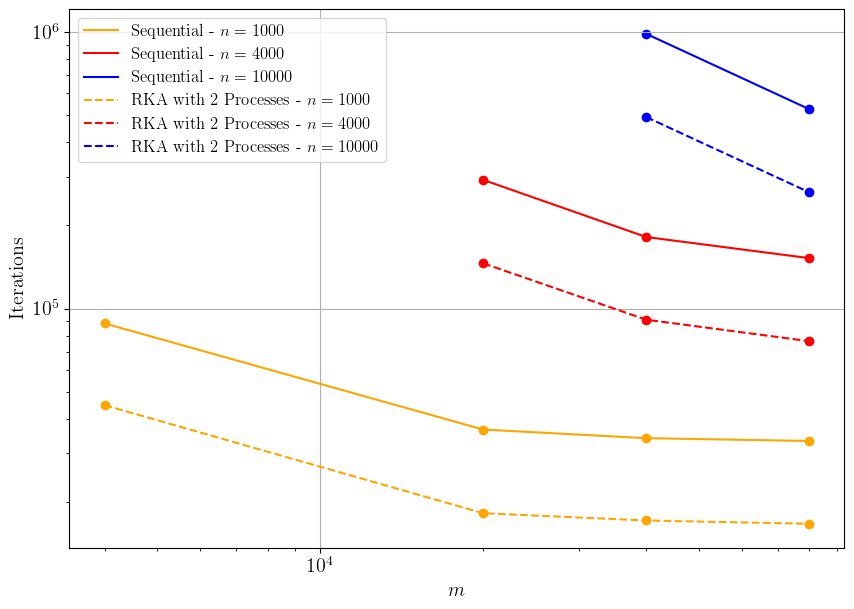 10^6
Sequential - n = 1000
Sequential - n = 4000
Sequential - n = 10000
RKA with 2 Processes - n = 1000
RKA with 2 Processes - n = 4000
RKA with 2 Processes - n = 10000
Iterations
10^5
10^4
m